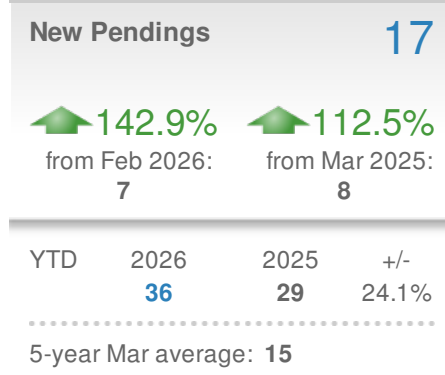 New Pendings 17
142.9% 112.5%
from Feb 2026: from Mar 2025:
7 8
YTD 2026 2025 +/-
36 29 24.1%
5-year Mar average: 15